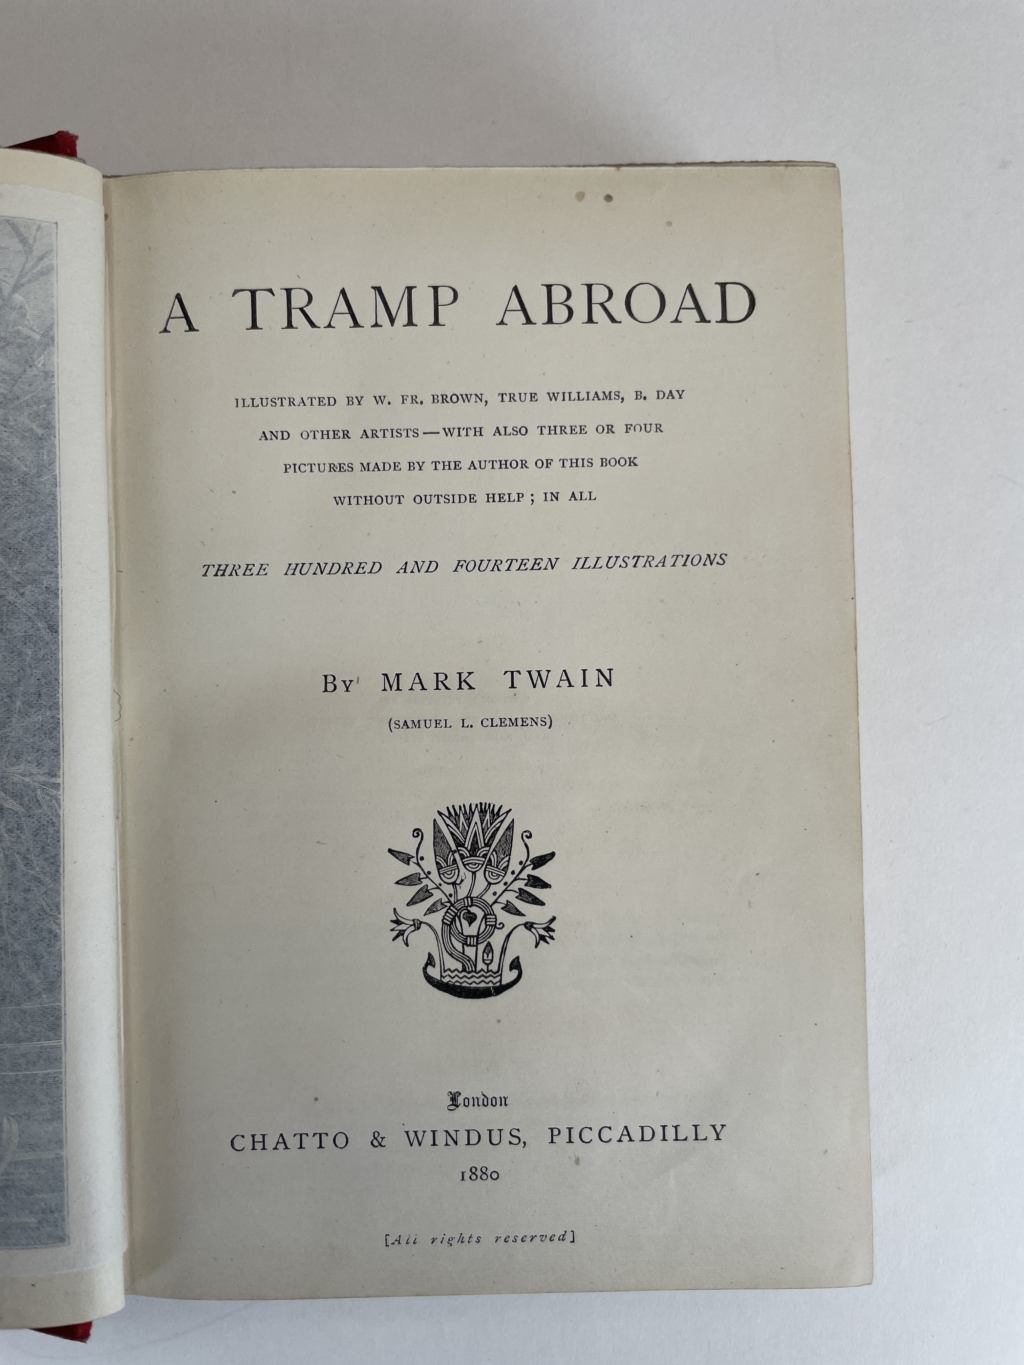 A TRAMP ABROAD
ILLUSTRATED BY W. FR. BROWN, TRUE WILLIAMS, B. DAY
AND OTHER ARTISTS—WITH ALSO THREE OR FOUR
PICTURES MADE BY THE AUTHOR OF THIS BOOK
WITHOUT OUTSIDE HELP; IN ALL
THREE HUNDRED AND FOURTEEN ILLUSTRATIONS
BY MARK TWAIN
(SAMUEL L. CLEMENS)
London
CHATTO & WINDUS, PICCADILLY
1880
[All rights reserved]